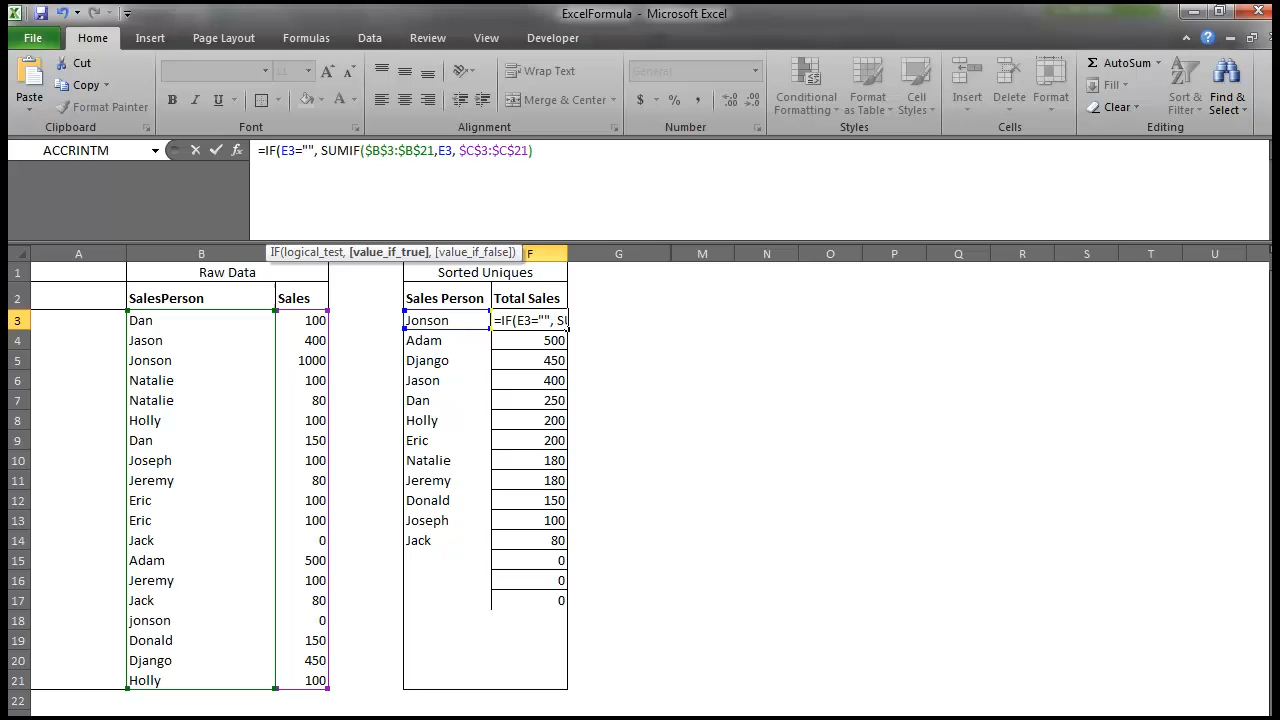 ExcelFormula - Microsoft Excel
File Home Insert Page Layout Formulas Data Review View Developer
Paste
Cut
Copy
Format Painter
Clipboard
11
B I U
Font
Wrap Text
Merge & Center
Alignment
General
$ % ,
Number
Conditional Formatting
Format as Table
Cell Styles
Styles
Insert
Delete
Format
Cells
Σ AutoSum
Fill
Clear
Sort & Filter
Find & Select
Editing
ACCRINTM fx =IF(E3="", SUMIF($B$3:$B$21,E3, $C$3:$C$21)
IF(logical_test, [value_if_true], [value_if_false])
A B F G M N O P Q R S T U
1 Raw Data Sorted Uniques
2 SalesPerson Sales Sales Person Total Sales
3 Dan 100 Jonson =IF(E3="", SU
4 Jason 400 Adam 500
5 Jonson 1000 Django 450
6 Natalie 100 Jason 400
7 Natalie 80 Dan 250
8 Holly 100 Holly 200
9 Dan 150 Eric 200
10 Joseph 100 Natalie 180
11 Jeremy 80 Jeremy 180
12 Eric 100 Donald 150
13 Eric 100 Joseph 100
14 Jack 0 Jack 80
15 Adam 500 0
16 Jeremy 100 0
17 Jack 80 0
18 jonson 0
19 Donald 150
20 Django 450
21 Holly 100
22